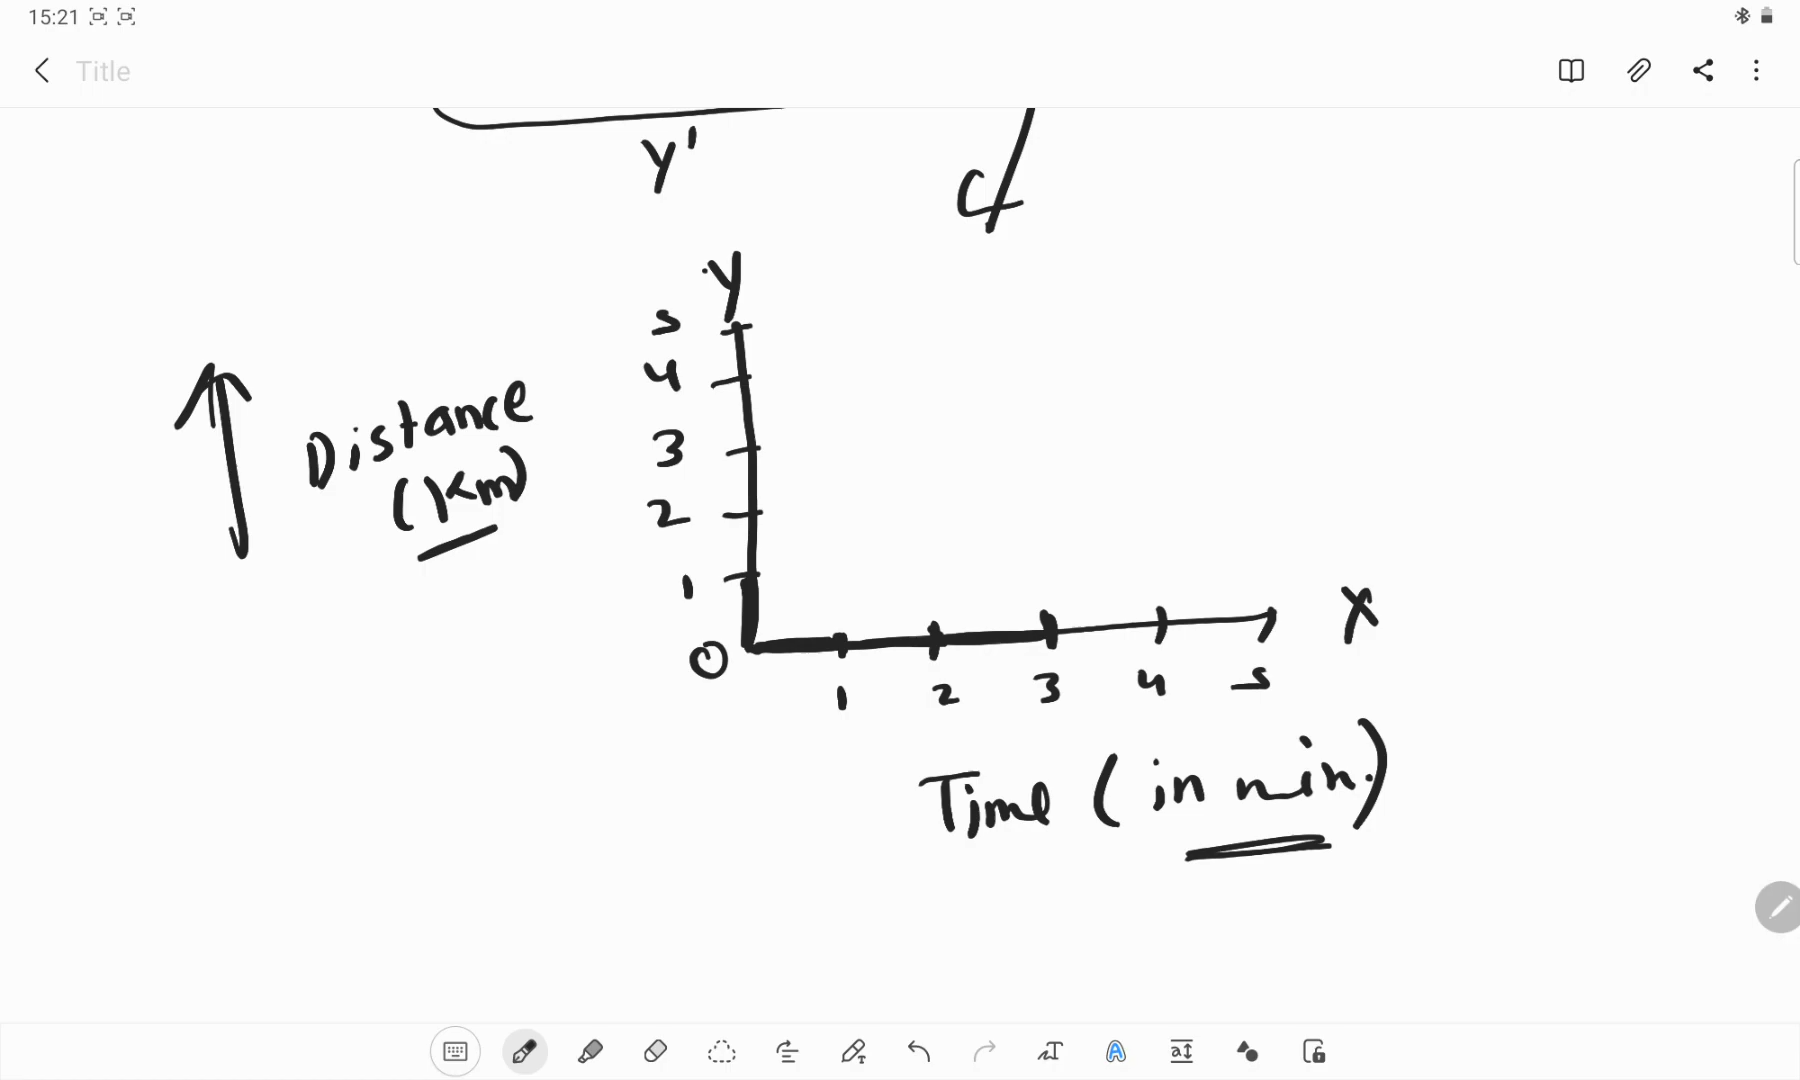 15:21
Title
Y'
Y
5
4
3
2
1
0
Distance
(Km)
X
1 2 3 4 5
Time (in min.)